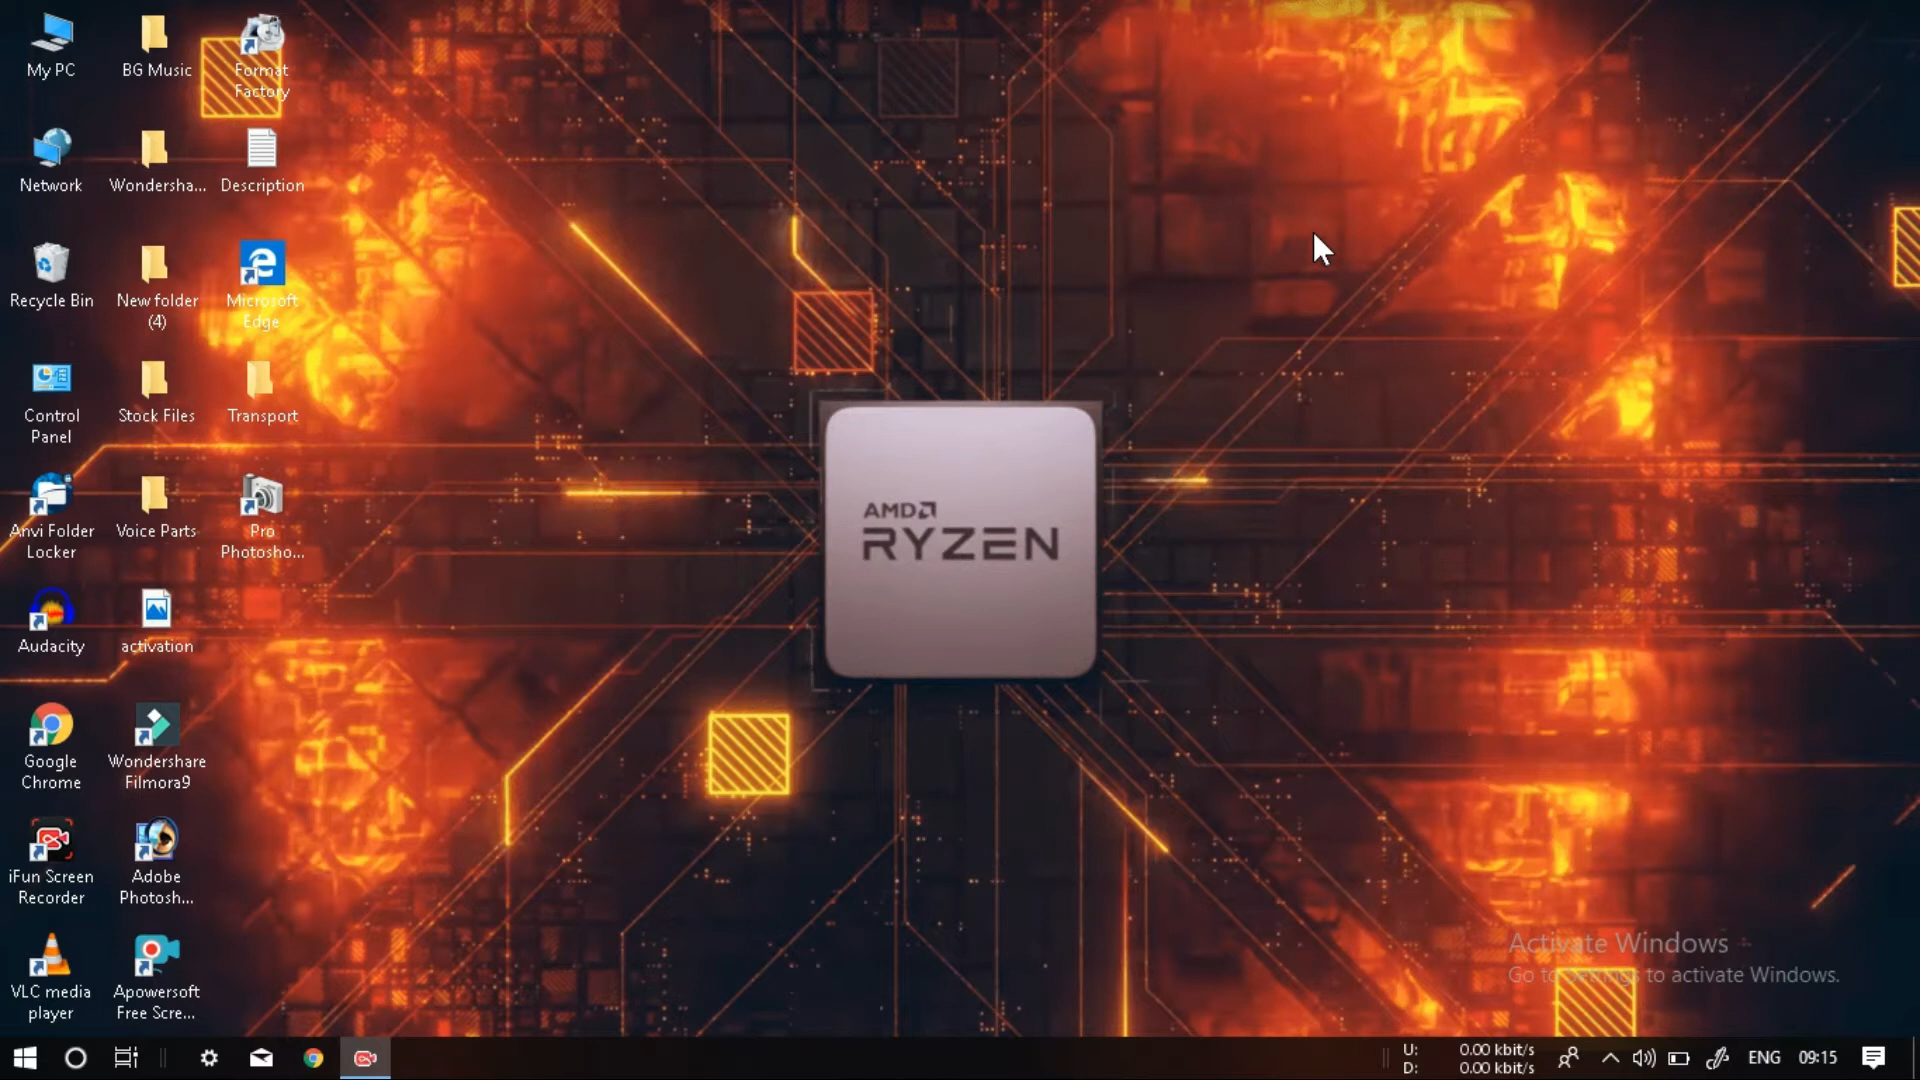 My PC
BG Music
Format
Factory
Network
Wondersha...
Description
Recycle Bin
New folder
(4)
Microsoft
Edge
Control
Panel
Stock Files
Transport
Anvi Folder
Locker
Voice Parts
Pro
Photosho...
Audacity
activation
Google
Chrome
Wondershare
Filmora9
iFun Screen
Recorder
Adobe
Photosh...
VLC media
player
Apowersoft
Free Scre...
AMD
RYZEN
Activate Windows
Go to Settings to activate Windows.
U: 0.00 kbit/s
D: 0.00 kbit/s
ENG
09:15